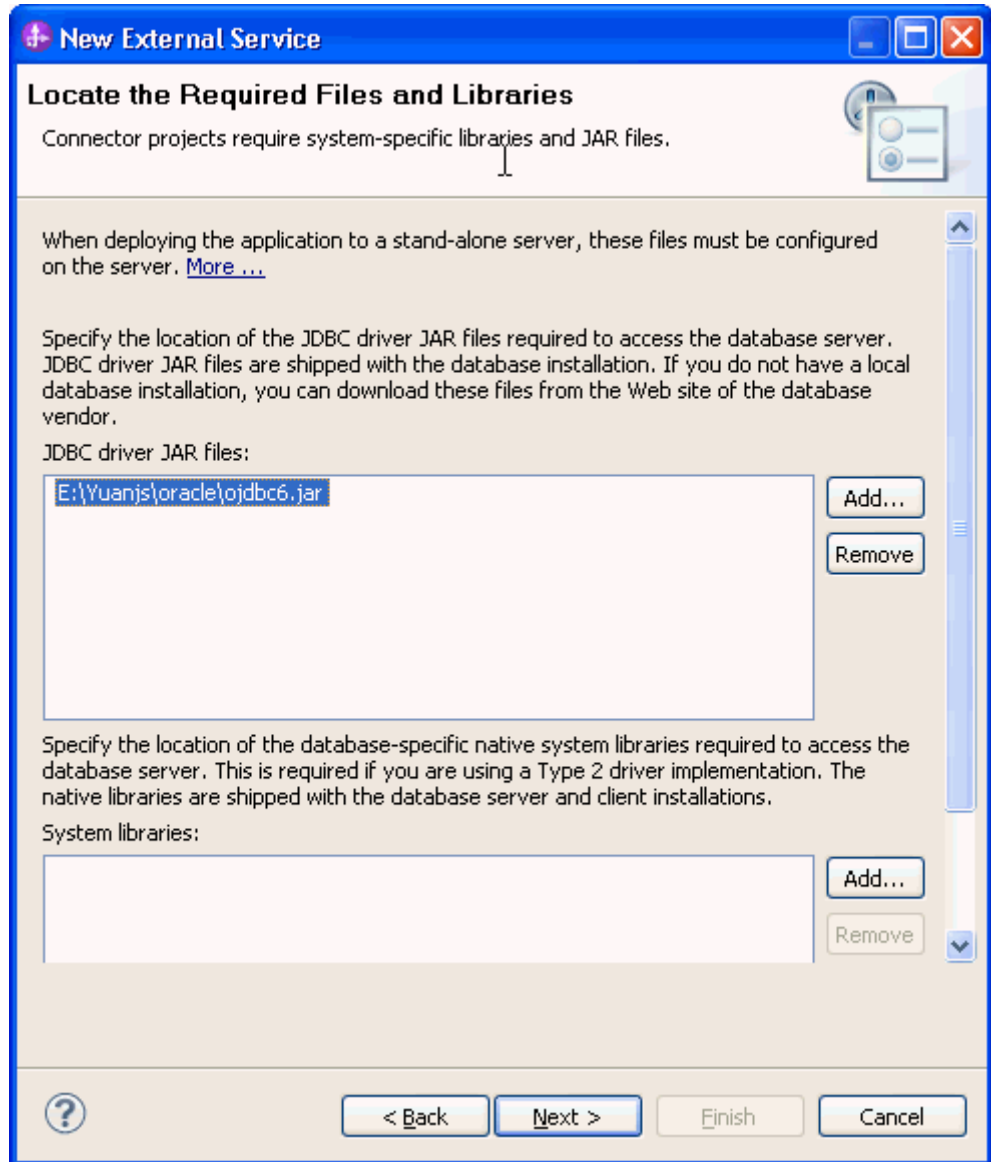 New External Service
Locate the Required Files and Libraries
Connector projects require system-specific libraries and JAR files.
When deploying the application to a stand-alone server, these files must be configured
on the server. More ...
Specify the location of the JDBC driver JAR files required to access the database server.
JDBC driver JAR files are shipped with the database installation. If you do not have a local
database installation, you can download these files from the Web site of the database
vendor.
JDBC driver JAR files:
E:\Yuanjs\oracle\ojdbc6.jar
Add...
Remove
Specify the location of the database-specific native system libraries required to access the
database server. This is required if you are using a Type 2 driver implementation. The
native libraries are shipped with the database server and client installations.
System libraries:
Add...
Remove
? < Back Next > Finish Cancel